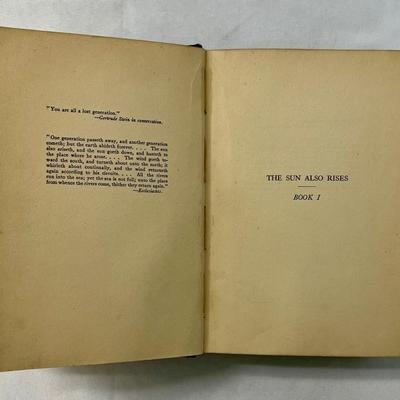 "You are all a lost generation."
—Gertrude Stein in conversation.
"One generation passeth away, and another generation
cometh; but the earth abideth forever. . . . The sun
also ariseth, and the sun goeth down, and hasteth to
the place where he arose. . . . The wind goeth to-
ward the south, and turneth about unto the north; it
whirleth about continually, and the wind returneth
again according to his circuits. . . . All the rivers
run into the sea; yet the sea is not full; unto the place
from whence the rivers come, thither they return again."
—Ecclesiastes.
THE SUN ALSO RISES
BOOK I